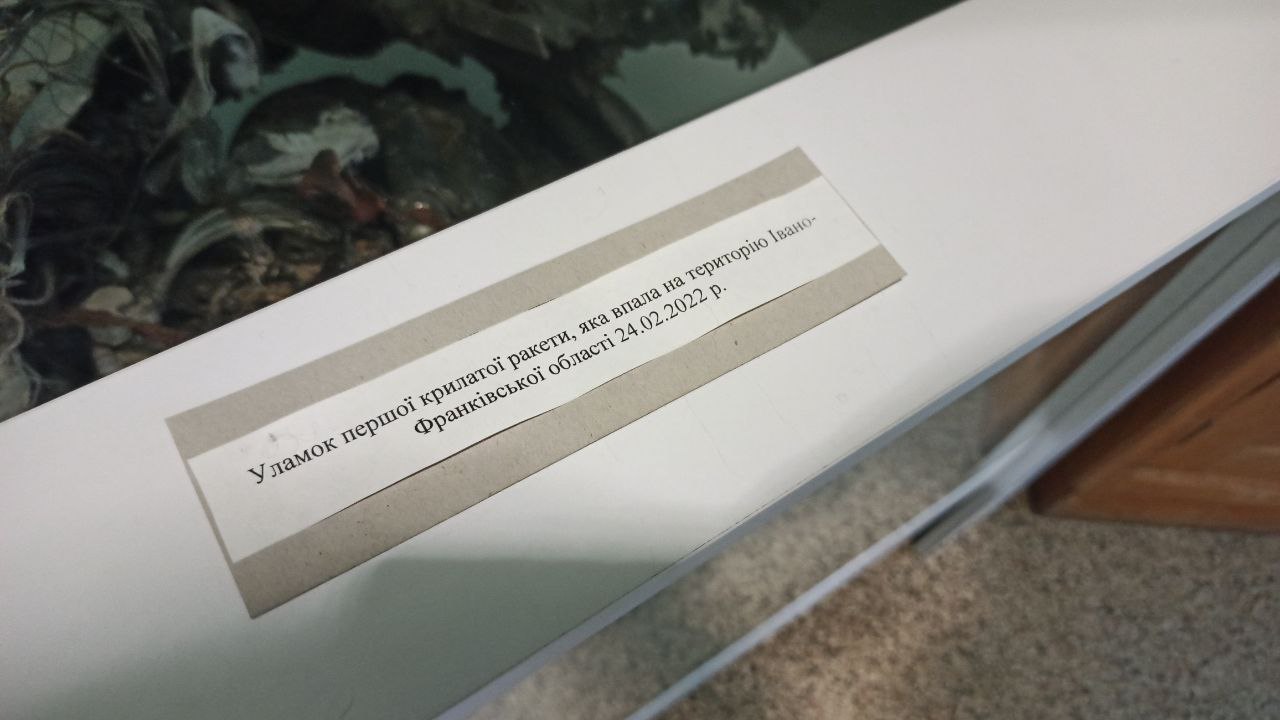 Уламок першої крилатої ракети, яка впала на територію Івано-
Франківської області 24.02.2022 р.